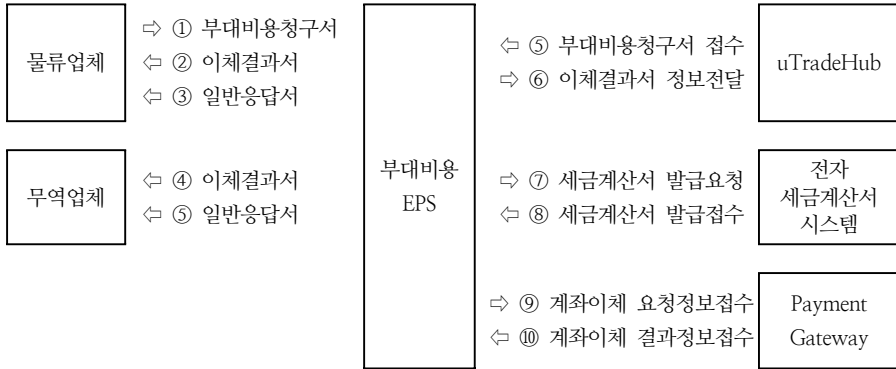 물류업체
⇨ ① 부대비용청구서
⇦ ② 이체결과서
⇦ ③ 일반응답서
무역업체
⇦ ④ 이체결과서
⇦ ⑤ 일반응답서
부대비용
EPS
⇦ ⑤ 부대비용청구서 접수
⇨ ⑥ 이체결과서 정보전달
uTradeHub
⇨ ⑦ 세금계산서 발급요청
⇦ ⑧ 세금계산서 발급접수
전자
세금계산서
시스템
⇨ ⑨ 계좌이체 요청정보접수
⇦ ⑩ 계좌이체 결과정보접수
Payment
Gateway